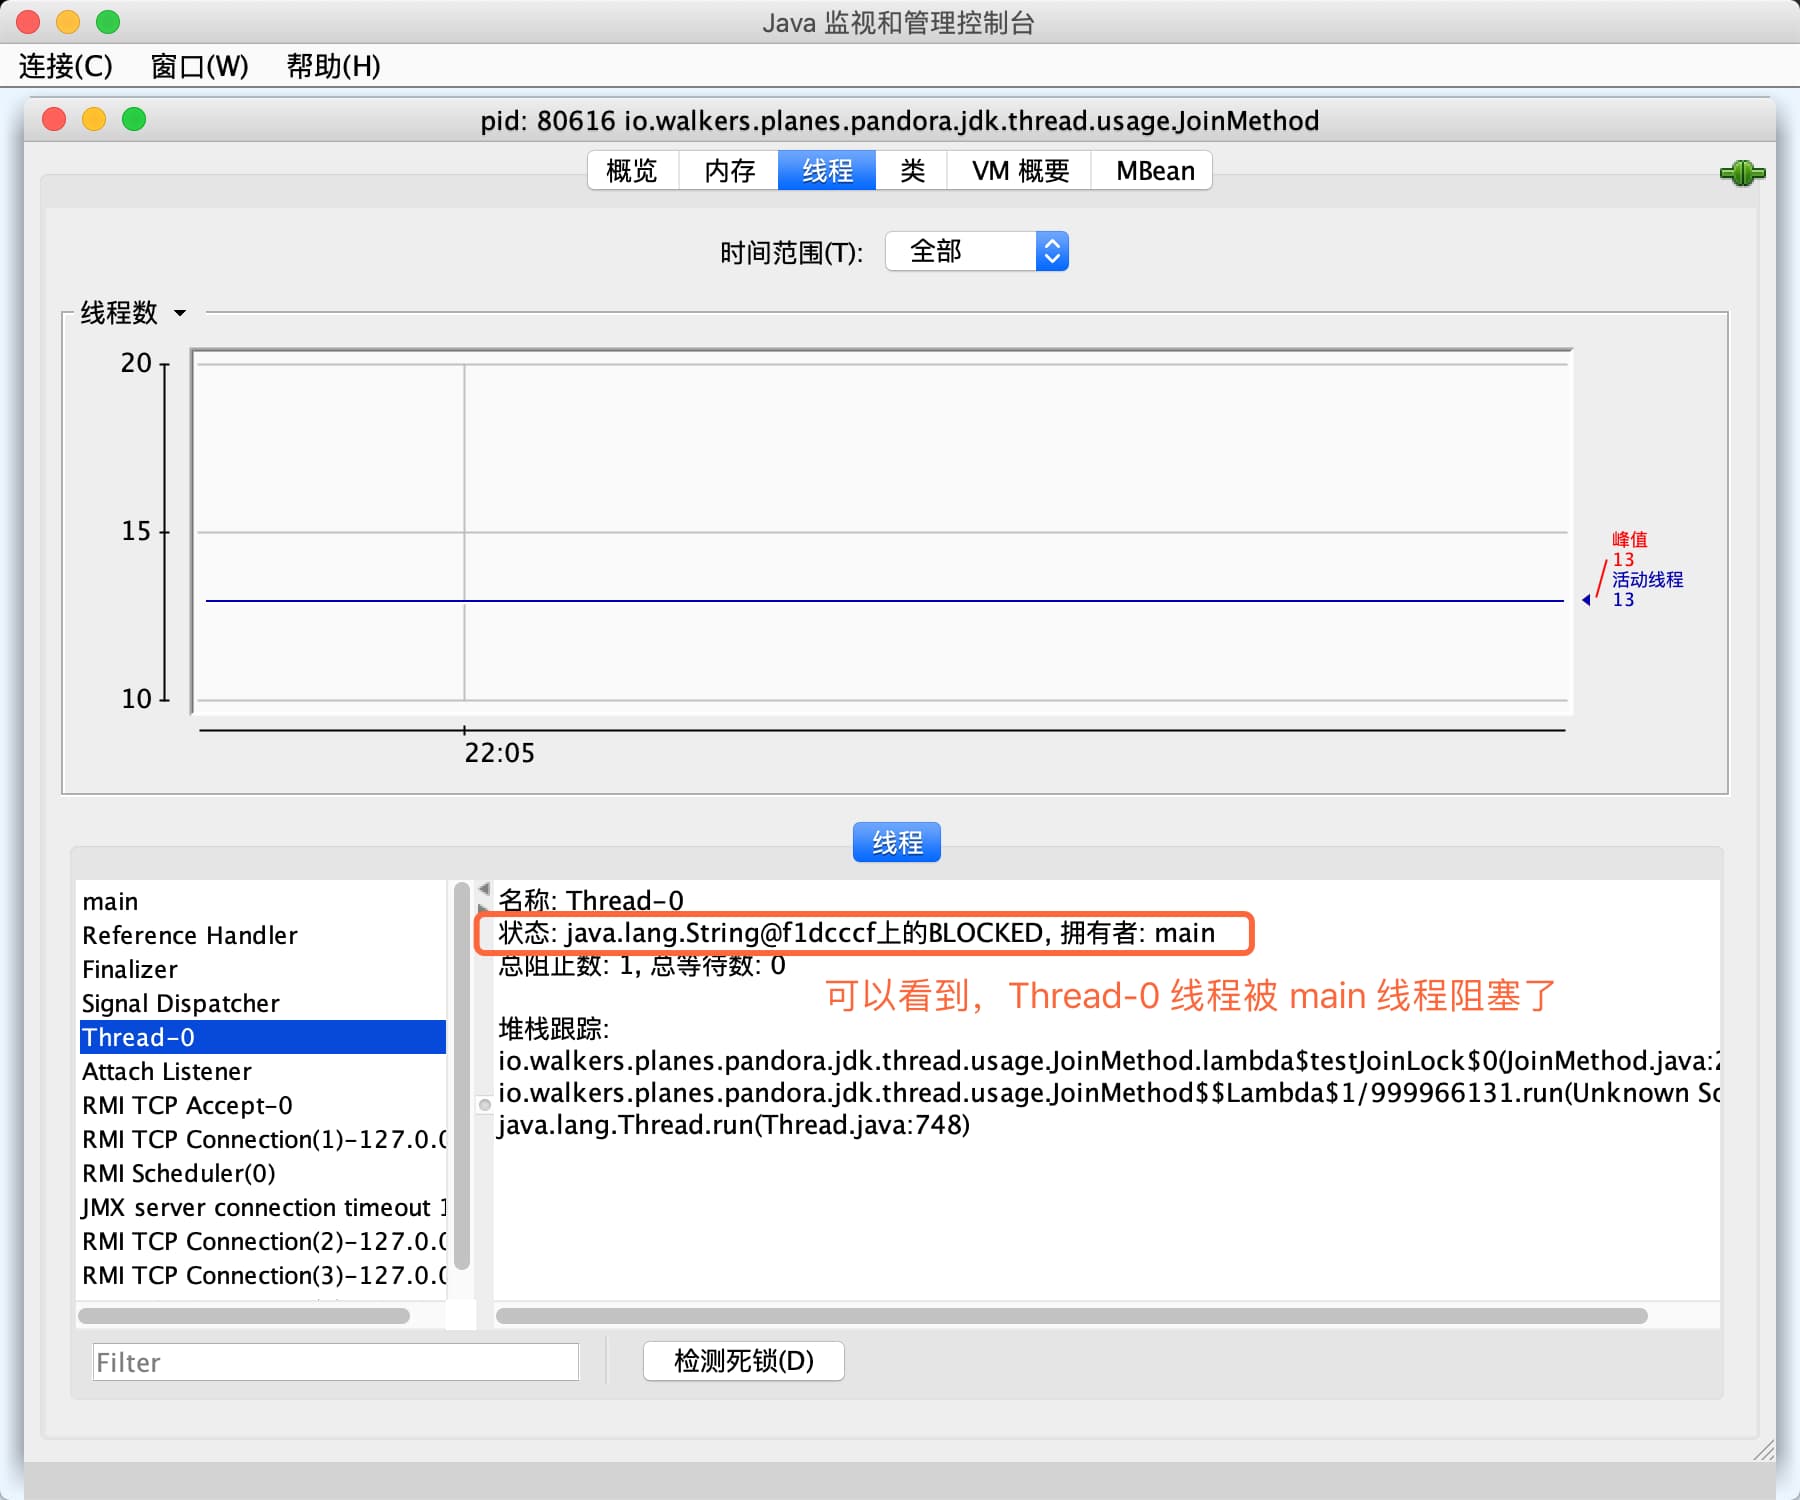 Java 监视和管理控制台
连接(C) 窗口(W) 帮助(H)
pid: 80616 io.walkers.planes.pandora.jdk.thread.usage.JoinMethod
概览 内存 线程 类 VM 概要 MBean
时间范围(T): 全部
线程数
20
15
10
22:05
峰值
13
活动线程
13
线程
main
Reference Handler
Finalizer
Signal Dispatcher
Thread-0
Attach Listener
RMI TCP Accept-0
RMI TCP Connection(1)-127.0.0
RMI Scheduler(0)
JMX server connection timeout 1
RMI TCP Connection(2)-127.0.0
RMI TCP Connection(3)-127.0.0
名称: Thread-0
状态: java.lang.String@f1dcccf上的BLOCKED, 拥有者: main
总阻止数: 1, 总等待数: 0
可以看到，Thread-0 线程被 main 线程阻塞了
堆栈跟踪:
io.walkers.planes.pandora.jdk.thread.usage.JoinMethod.lambda$testJoinLock$0(JoinMethod.java:2
io.walkers.planes.pandora.jdk.thread.usage.JoinMethod$$Lambda$1/999966131.run(Unknown So
java.lang.Thread.run(Thread.java:748)
Filter
检测死锁(D)